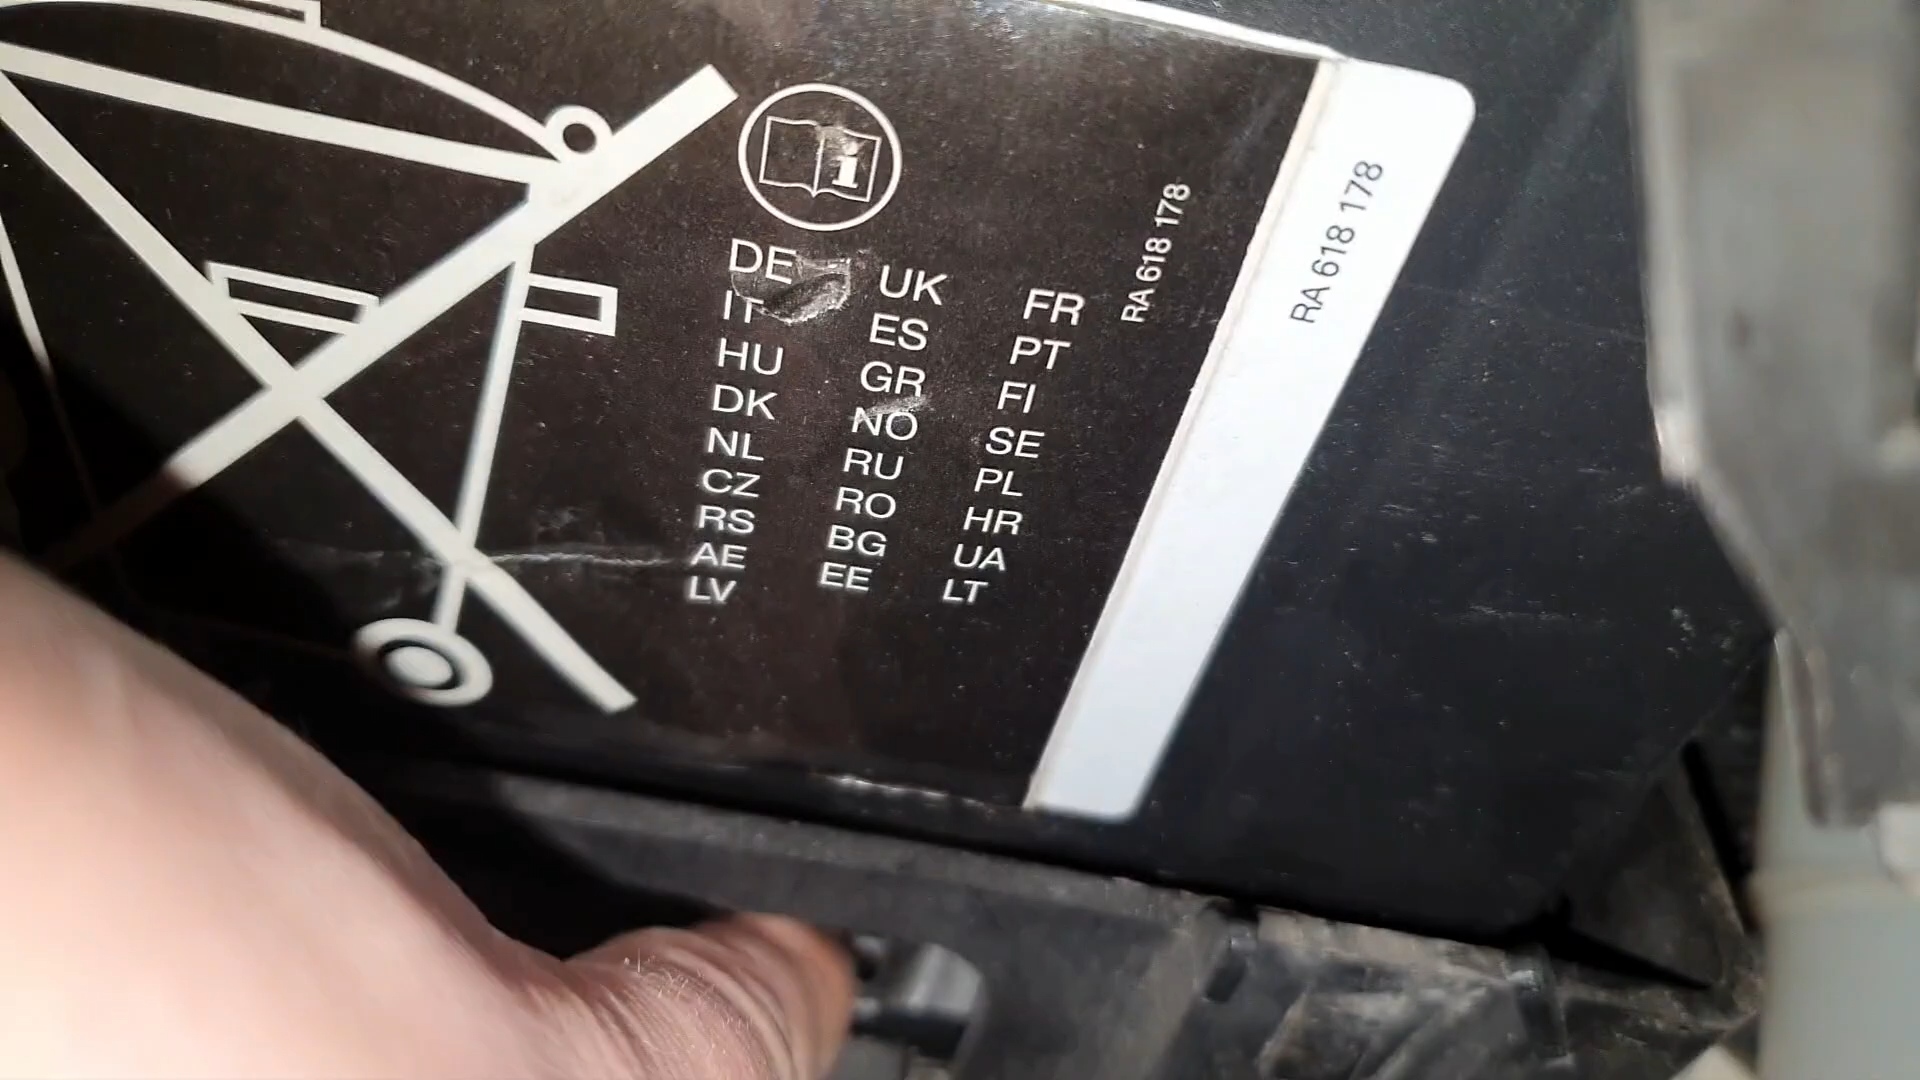 i
DE UK FR
IT ES PT
HU GR FI
DK NO SE
NL RU PL
CZ RO HR
RS BG UA
AE EE LT
LV
RA 618 178
RA 618 178